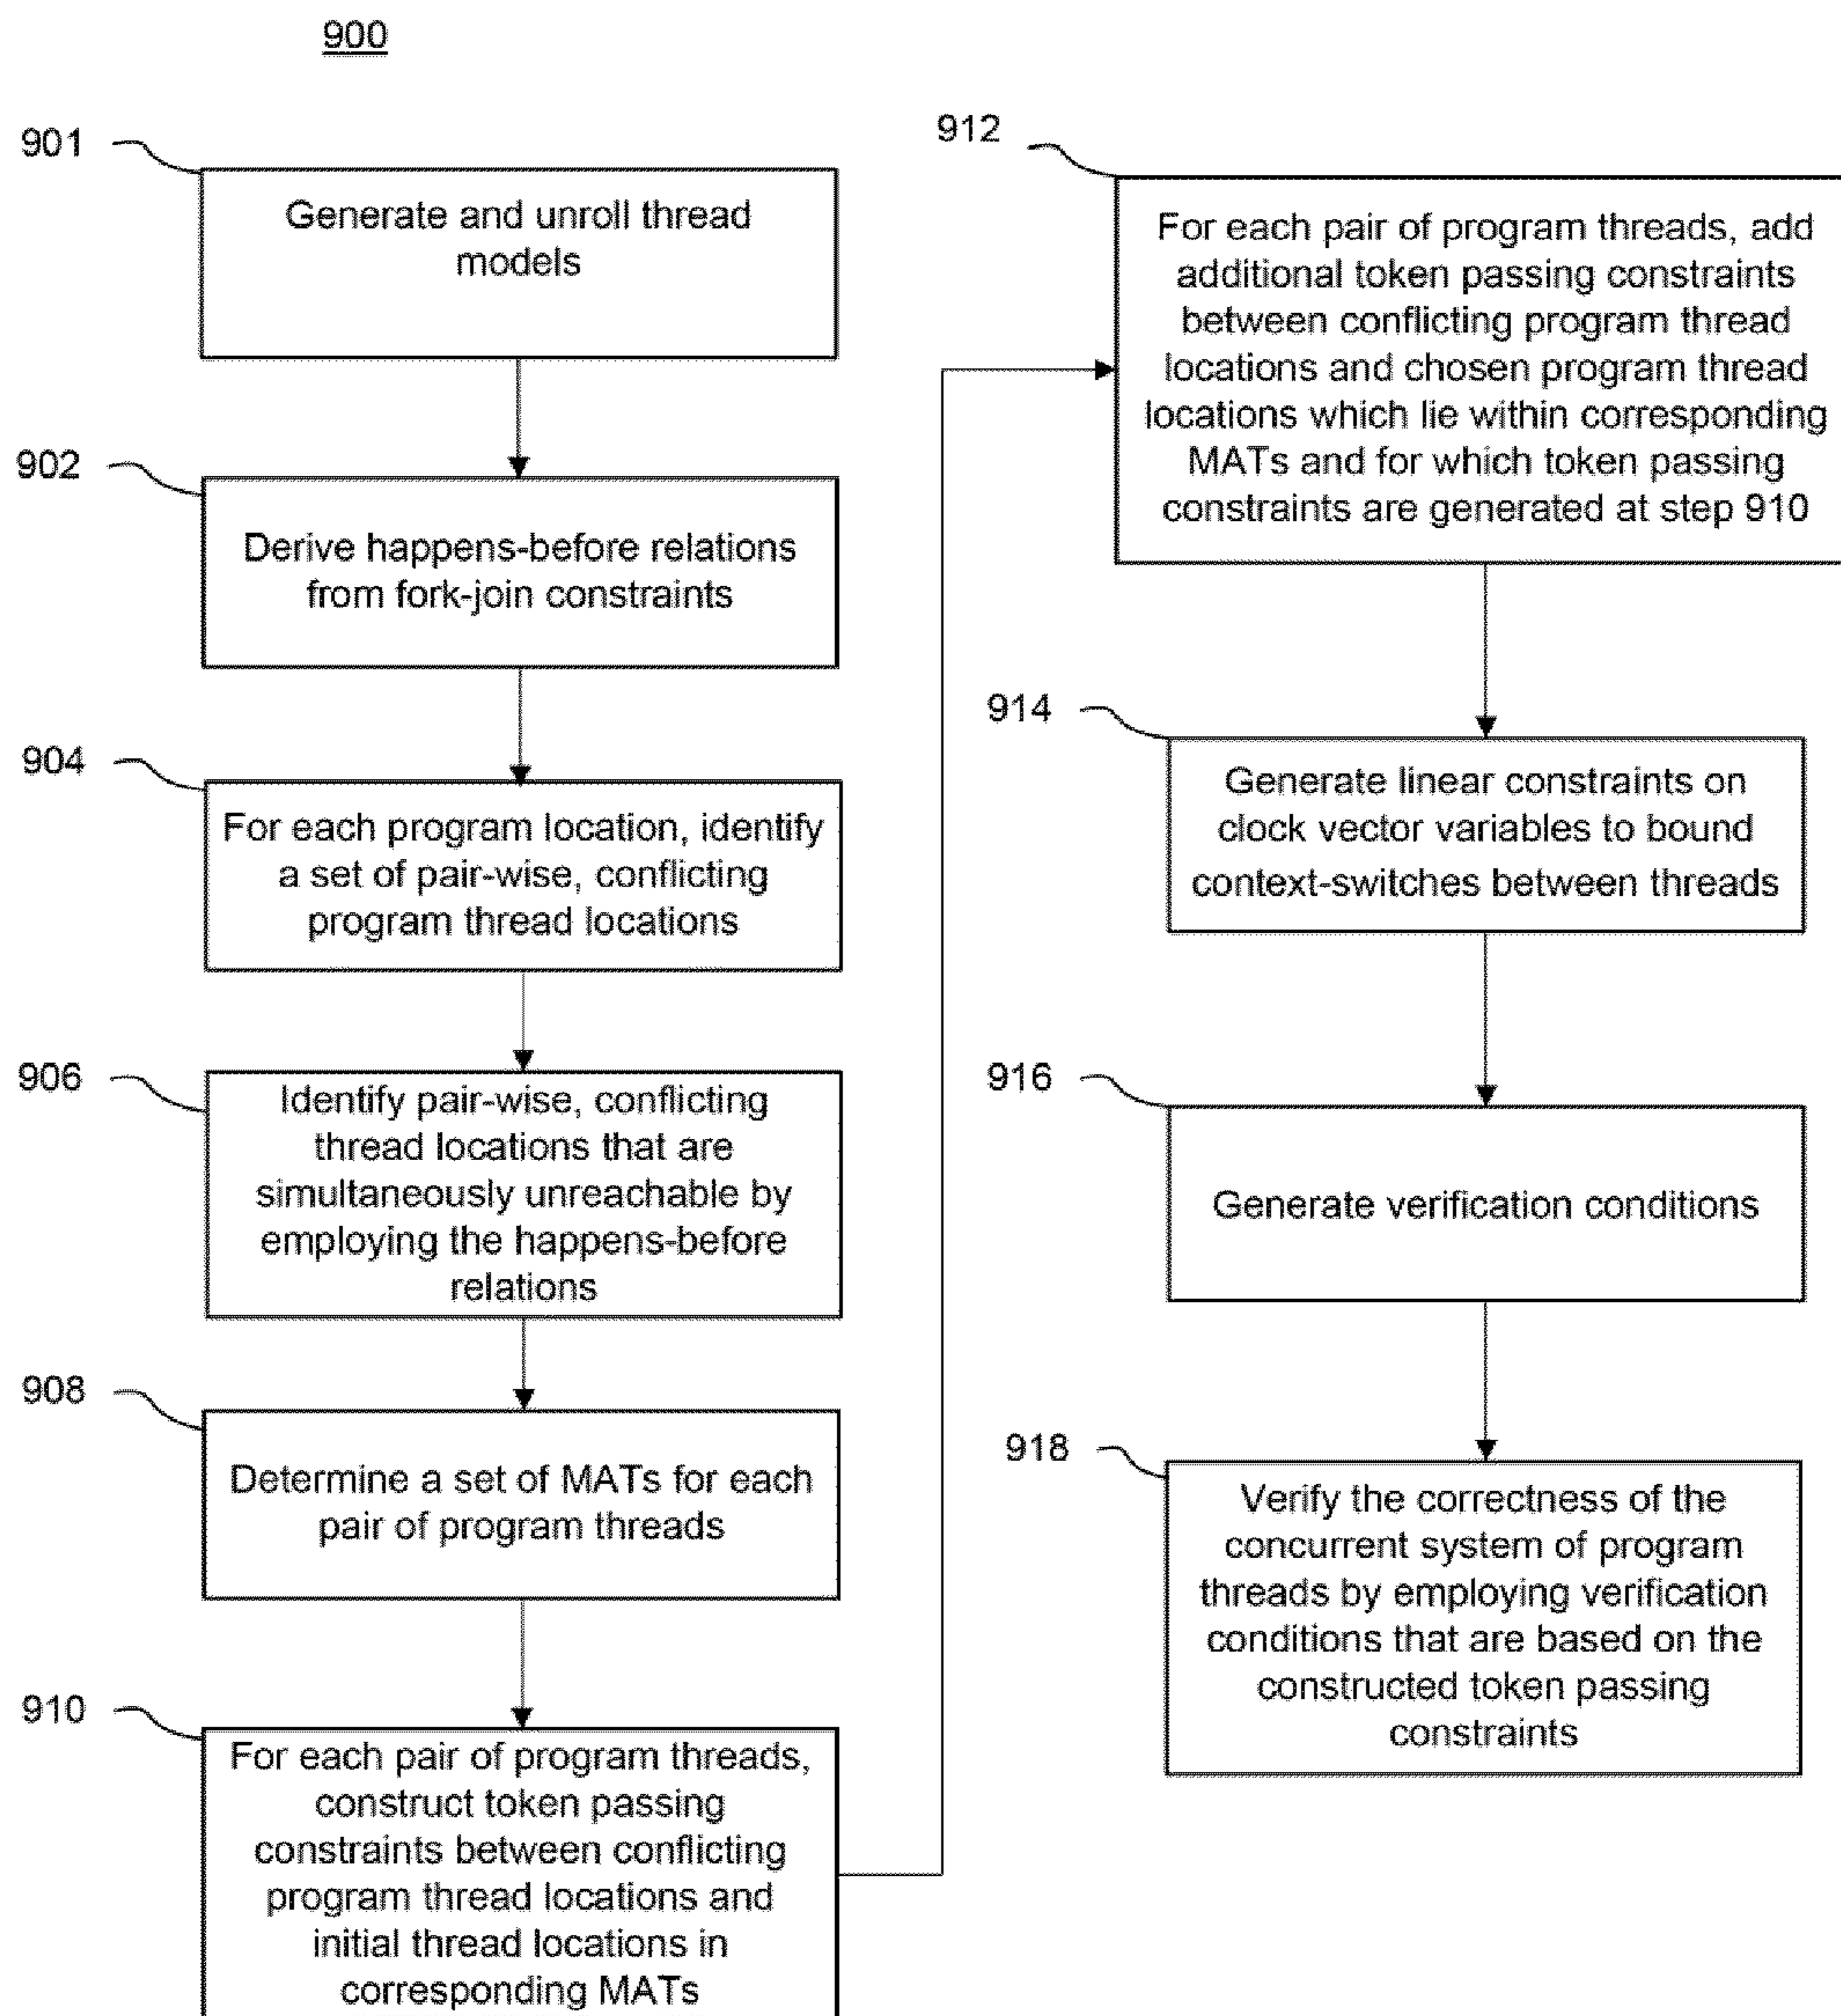 900
901
Generate and unroll thread
models
902
Derive happens-before relations
from fork-join constraints
904
For each program location, identify
a set of pair-wise, conflicting
program thread locations
906
Identify pair-wise, conflicting
thread locations that are
simultaneously unreachable by
employing the happens-before
relations
908
Determine a set of MATs for each
pair of program threads
910
For each pair of program threads,
construct token passing
constraints between conflicting
program thread locations and
initial thread locations in
corresponding MATs
912
For each pair of program threads, add
additional token passing constraints
between conflicting program thread
locations and chosen program thread
locations which lie within corresponding
MATs and for which token passing
constraints are generated at step 910
914
Generate linear constraints on
clock vector variables to bound
context-switches between threads
916
Generate verification conditions
918
Verify the correctness of the
concurrent system of program
threads by employing verification
conditions that are based on the
constructed token passing
constraints